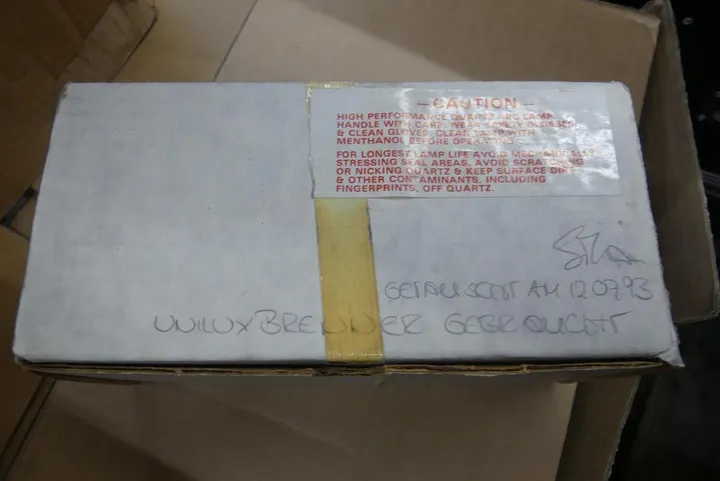 — CAUTION —
HIGH PERFORMANCE QUARTZ ARC LAMP
HANDLE WITH CARE. WEAR SAFETY GLASSES
& CLEAN GLOVES. CLEAN LAMP WITH
MENTHANOL BEFORE OPERATING.
FOR LONGEST LAMP LIFE AVOID MECHANICALLY
STRESSING SEAL AREAS, AVOID SCRATCHING
OR NICKING QUARTZ & KEEP SURFACE DIRT
& OTHER CONTAMINANTS, INCLUDING
FINGERPRINTS, OFF QUARTZ.
GETAUSCHT AM 12.07.93
UNILUX BRENNER GEBRAUCHT